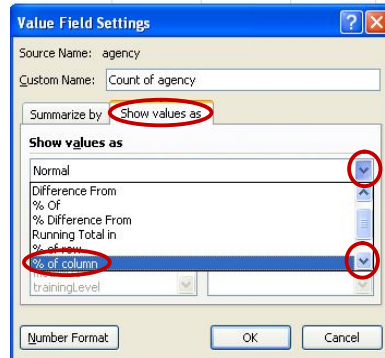 Value Field Settings
Source Name: agency
Custom Name: Count of agency
Summarize by Show values as
Show values as
Normal
Difference From
% Of
% Difference From
Running Total in
% of row
% of column
trainingLevel
Number Format OK Cancel